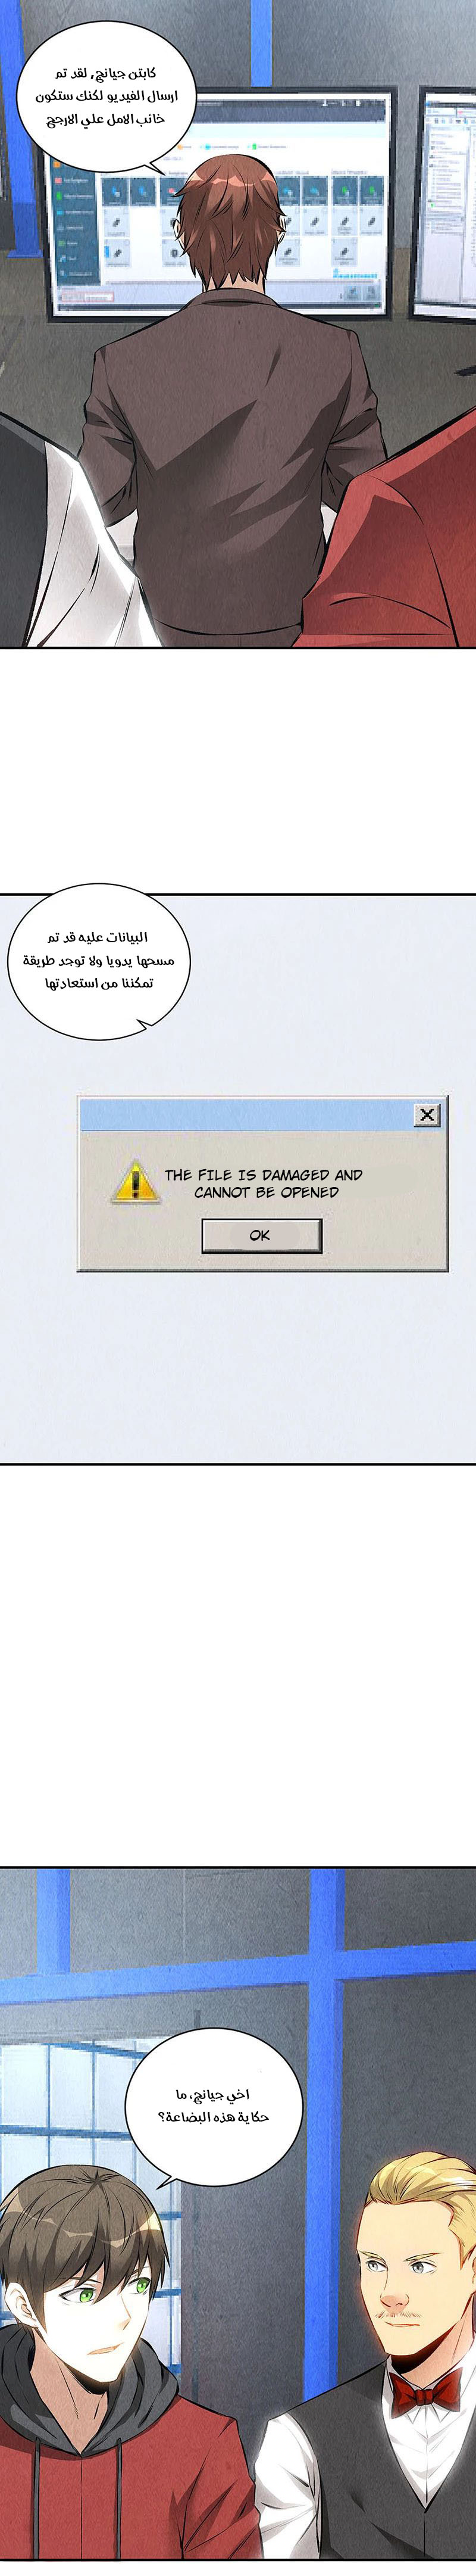 كابتن جيانج, لقد تم
ارسال الفيديو لكنك ستكون
خائب الامل علي الارجح
البيانات عليه قد تم
مسحها يدويا ولا توجد طريقة
تمكننا من استعادتها
THE FILE IS DAMAGED AND
CANNOT BE OPENED
OK
اخي جيانج, ما
حكاية هذه البضاعة؟